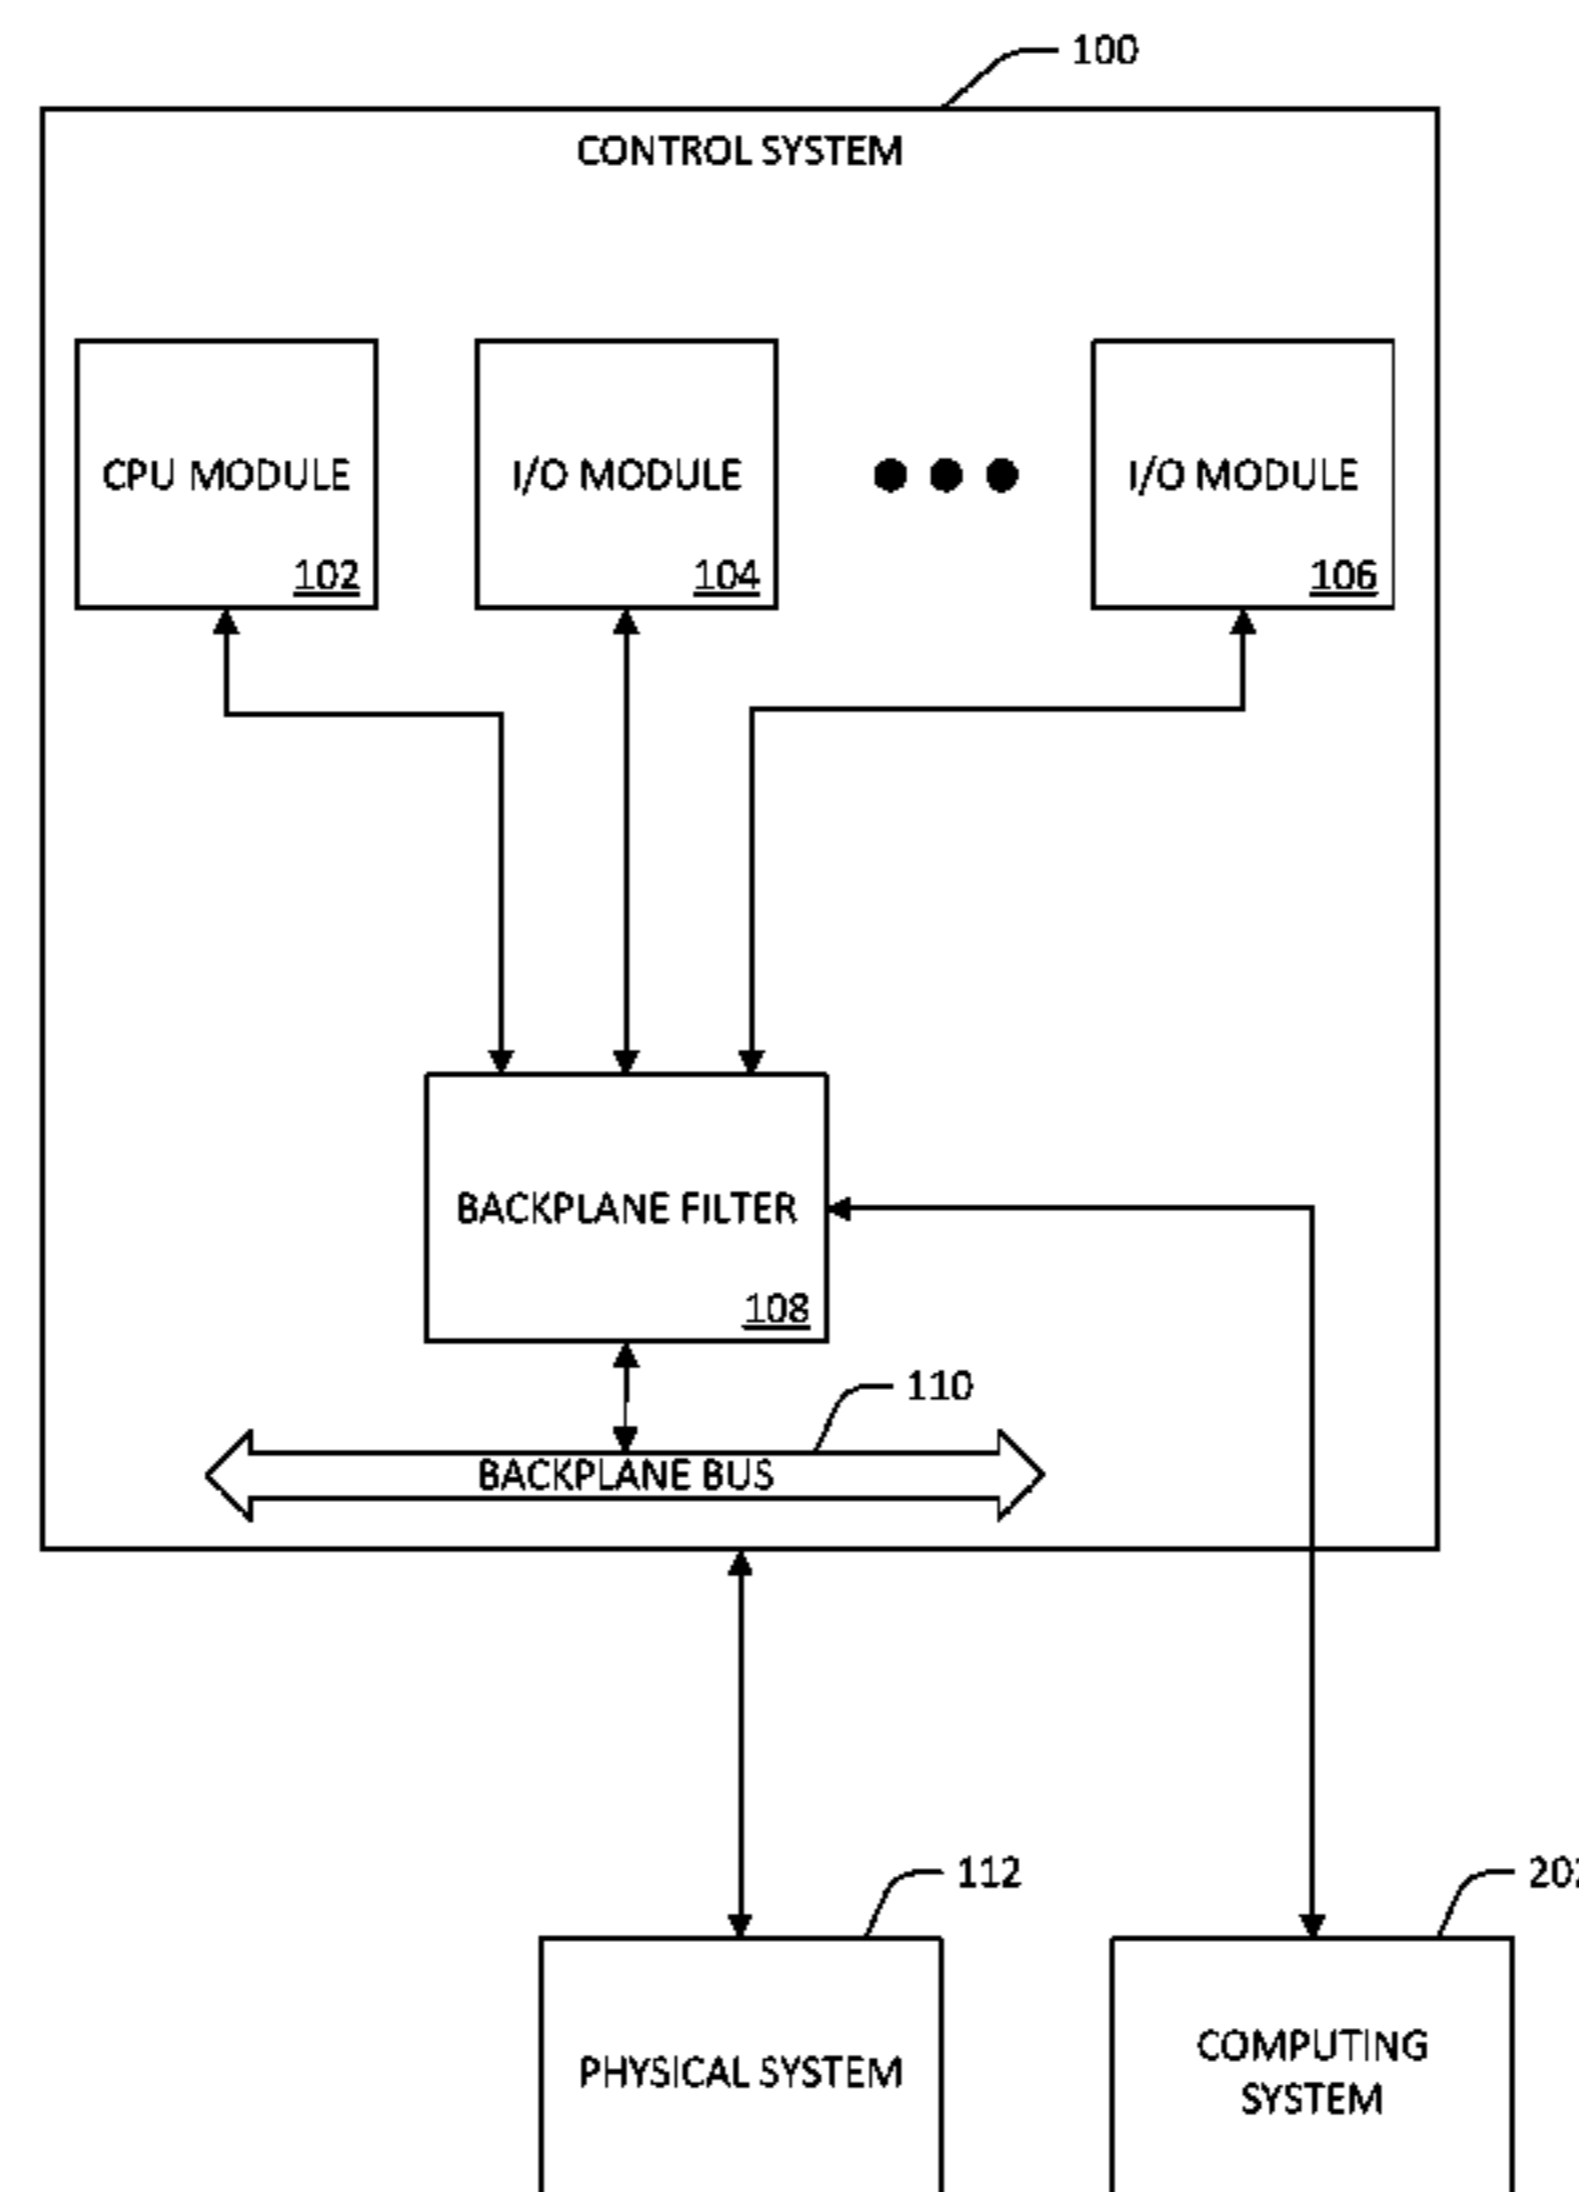 100
CONTROL SYSTEM
CPU MODULE
102
I/O MODULE
104
I/O MODULE
106
BACKPLANE FILTER
108
110
BACKPLANE BUS
112
PHYSICAL SYSTEM
COMPUTING
SYSTEM